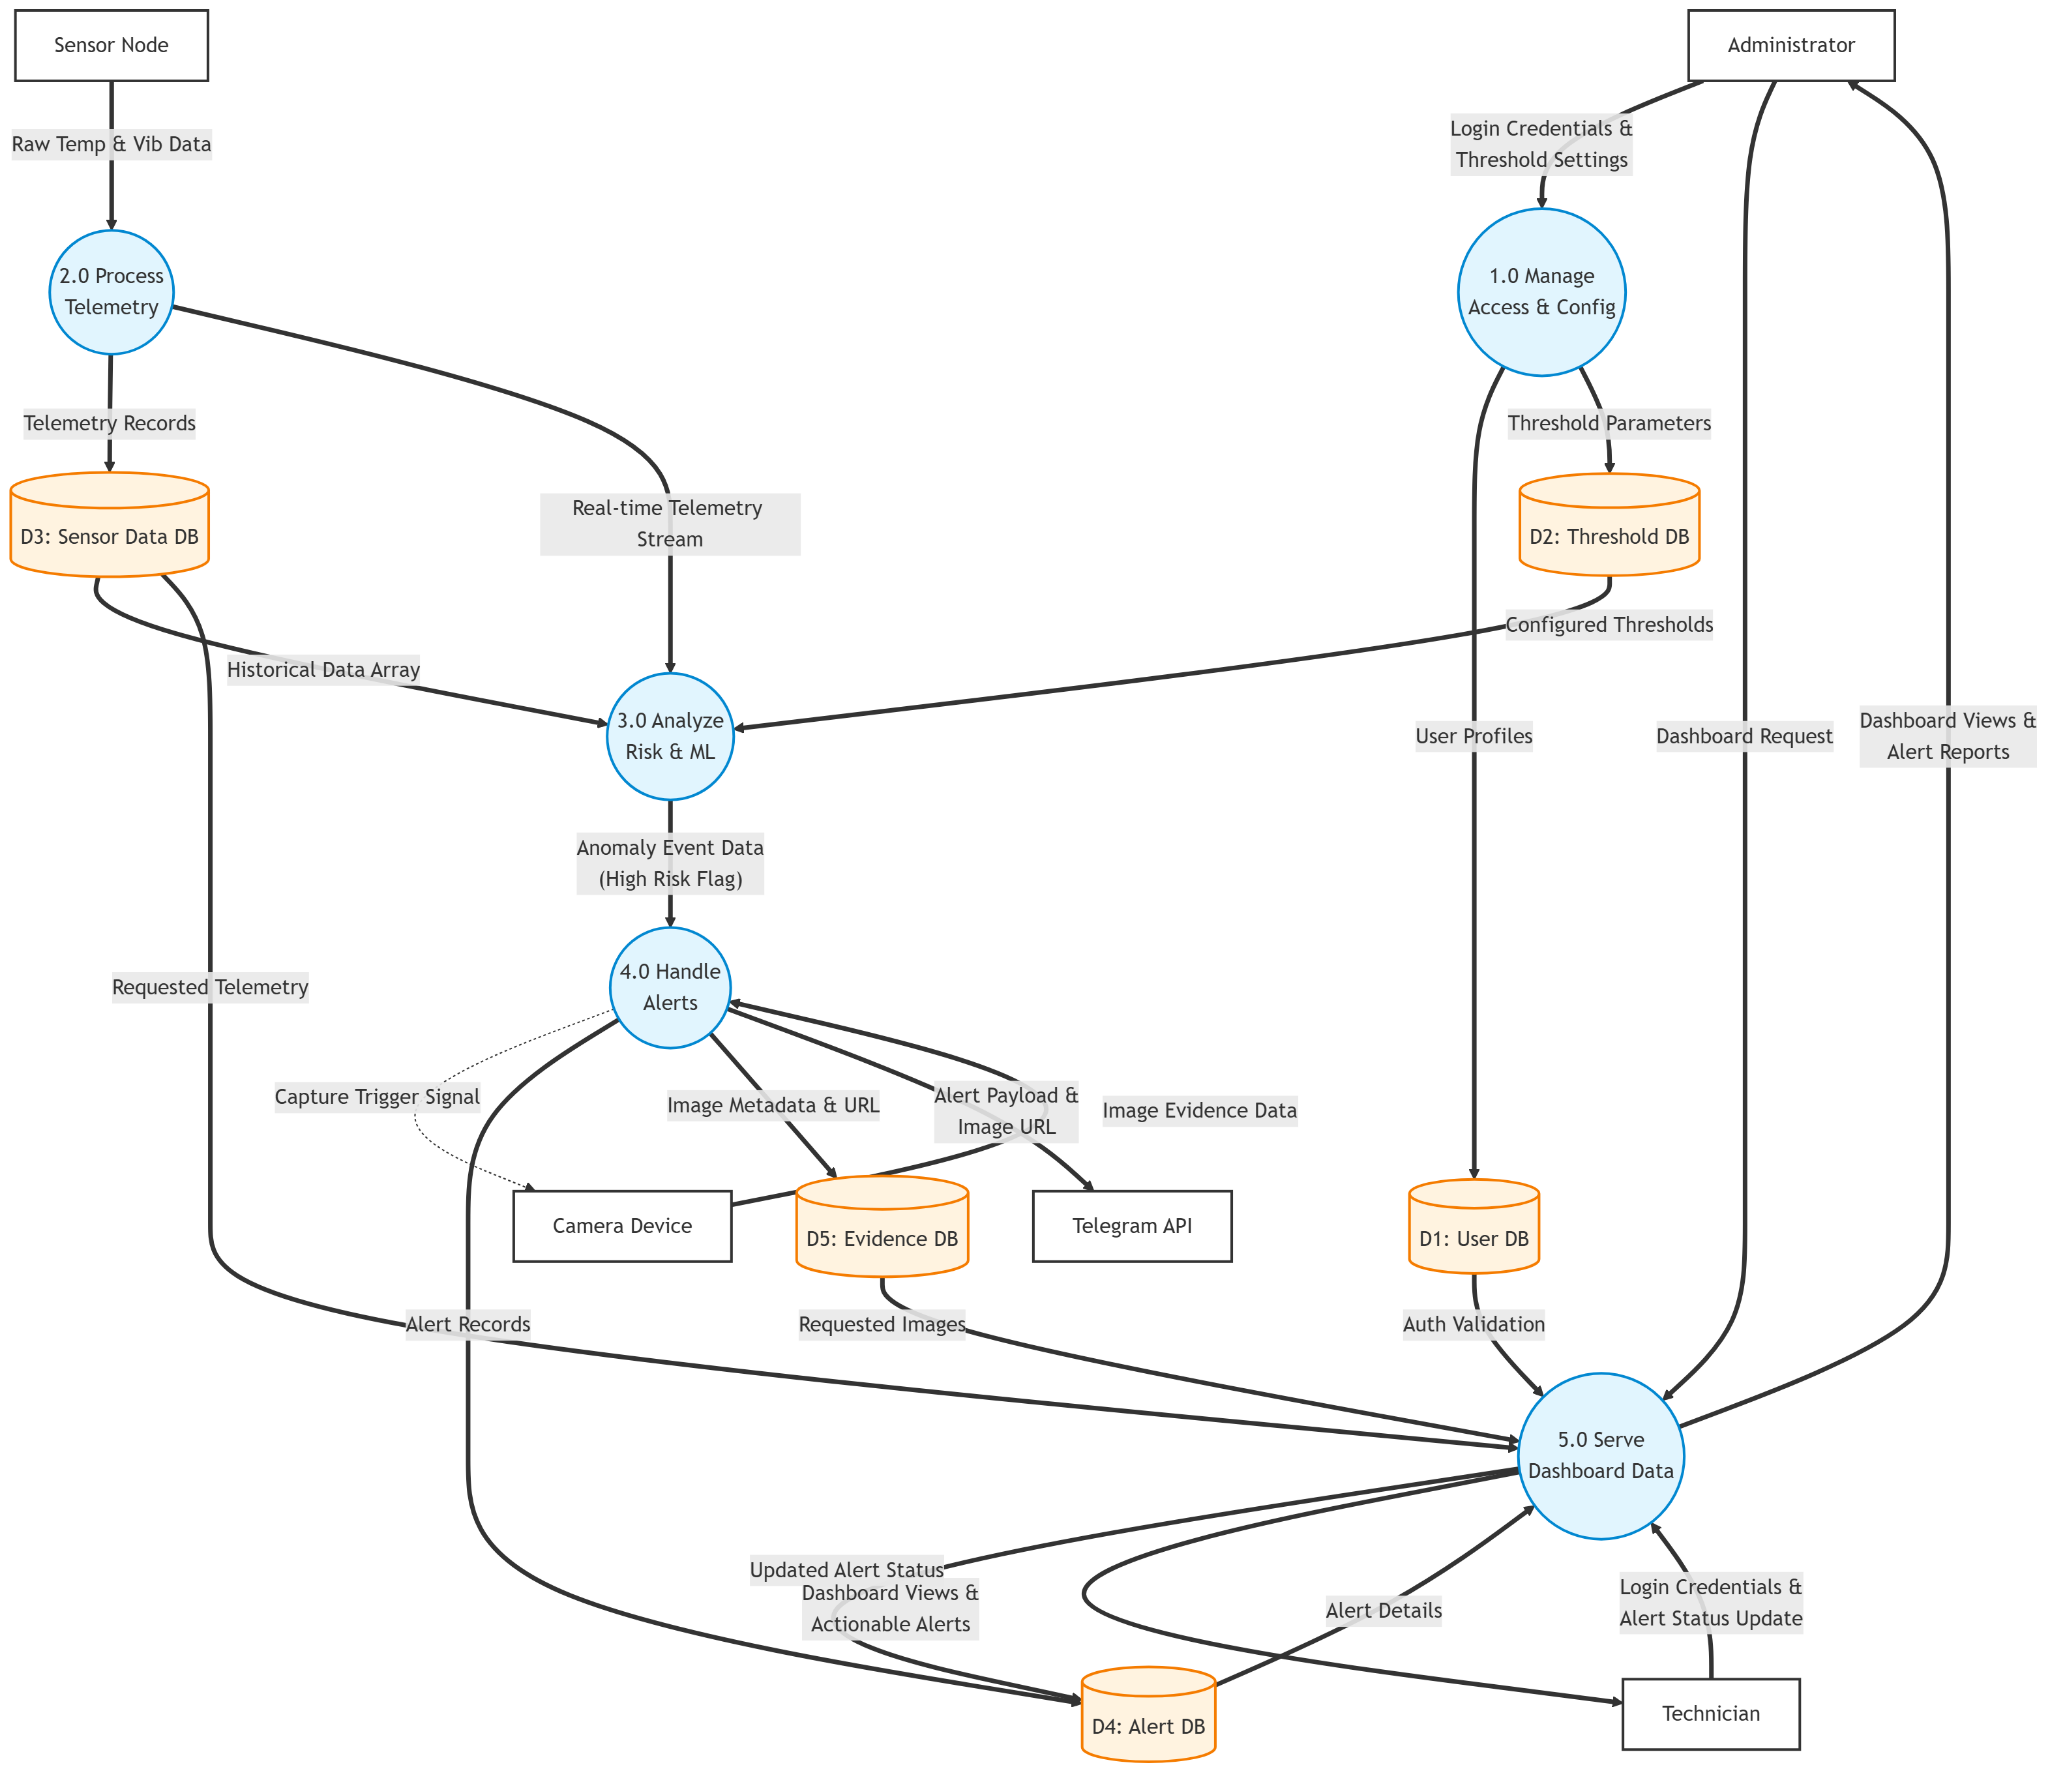 Sensor Node
Administrator
Raw Temp & Vib Data
Login Credentials &
Threshold Settings
2.0 Process
Telemetry
1.0 Manage
Access & Config
Telemetry Records
Threshold Parameters
Real-time Telemetry
Stream
D3: Sensor Data DB
D2: Threshold DB
Configured Thresholds
Historical Data Array
3.0 Analyze
Risk & ML
User Profiles
Dashboard Request
Dashboard Views &
Alert Reports
Anomaly Event Data
(High Risk Flag)
4.0 Handle
Alerts
Requested Telemetry
Capture Trigger Signal
Image Metadata & URL
Alert Payload &
Image URL
Image Evidence Data
Camera Device
D5: Evidence DB
Telegram API
D1: User DB
Alert Records
Requested Images
Auth Validation
5.0 Serve
Dashboard Data
Updated Alert Status
Dashboard Views &
Actionable Alerts
Alert Details
Login Credentials &
Alert Status Update
D4: Alert DB
Technician